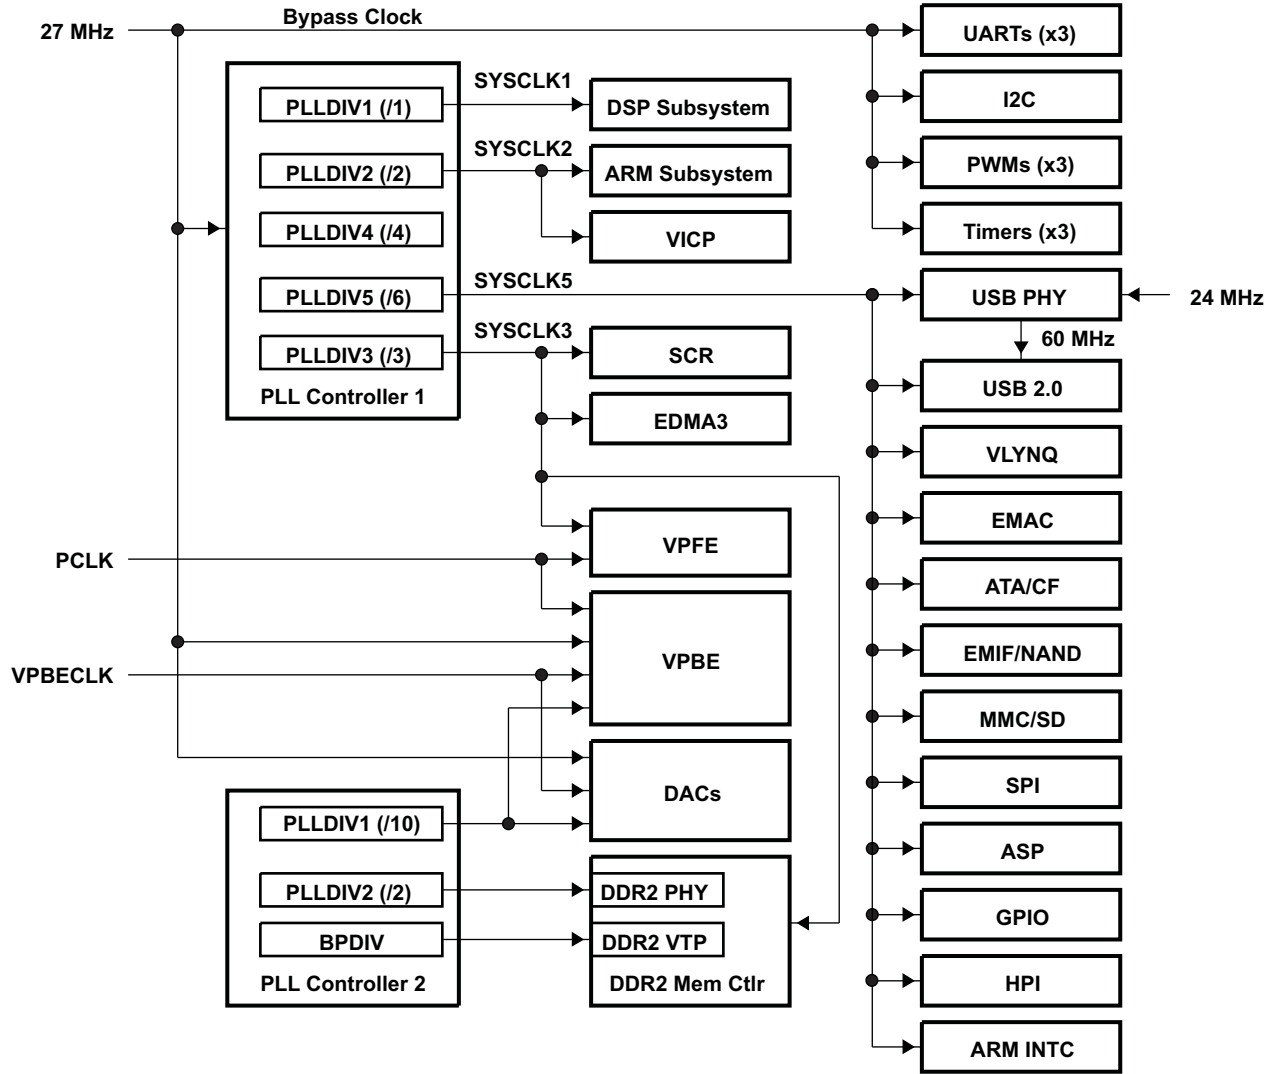 Bypass Clock
27 MHz
UARTs (x3)
I2C
PWMs (x3)
Timers (x3)
SYSCLK1
PLLDIV1 (/1)
DSP Subsystem
SYSCLK2
PLLDIV2 (/2)
ARM Subsystem
PLLDIV4 (/4)
VICP
SYSCLK5
PLLDIV5 (/6)
USB PHY
24 MHz
SYSCLK3
60 MHz
PLLDIV3 (/3)
SCR
PLL Controller 1
USB 2.0
EDMA3
VLYNQ
EMAC
VPFE
PCLK
ATA/CF
EMIF/NAND
VPBE
VPBECLK
MMC/SD
SPI
DACs
PLLDIV1 (/10)
ASP
PLLDIV2 (/2)
DDR2 PHY
GPIO
BPDIV
DDR2 VTP
PLL Controller 2
DDR2 Mem Ctlr
HPI
ARM INTC